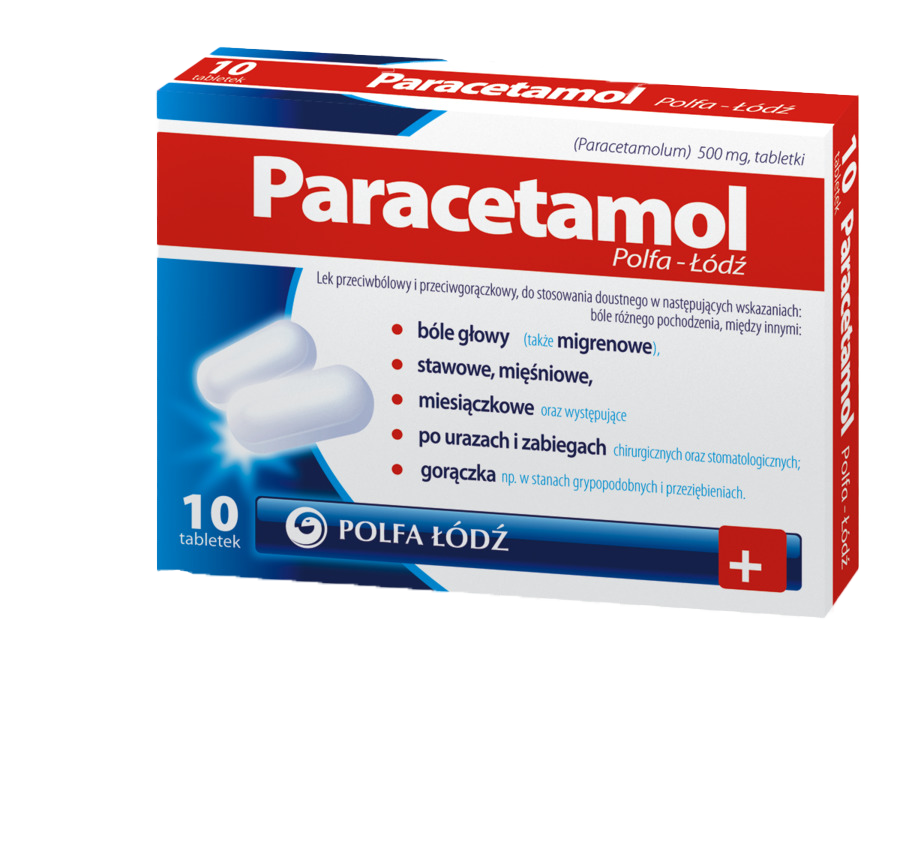 10
tabletek
Paracetamol Polfa - Łódź
(Paracetamolum) 500 mg, tabletki
Paracetamol
Polfa - Łódź
Lek przeciwbólowy i przeciwgorączkowy, do stosowania doustnego w następujących wskazaniach:
bóle różnego pochodzenia, między innymi:
• bóle głowy (także migrenowe),
• stawowe, mięśniowe,
• miesiączkowe oraz występujące
• po urazach i zabiegach chirurgicznych oraz stomatologicznych;
• gorączka np. w stanach grypopodobnych i przeziębieniach.
10
tabletek
POLFA ŁÓDŹ
10
tabletek
Paracetamol Polfa - Łódź